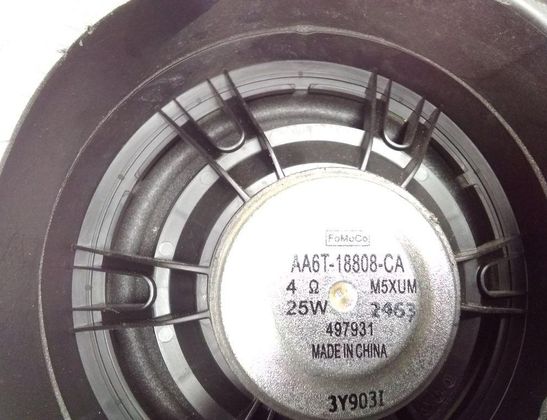 FoMoCo
AA6T-18808-CA
4 Ω M5XUM
25W 2463
497931
MADE IN CHINA
3Y903I